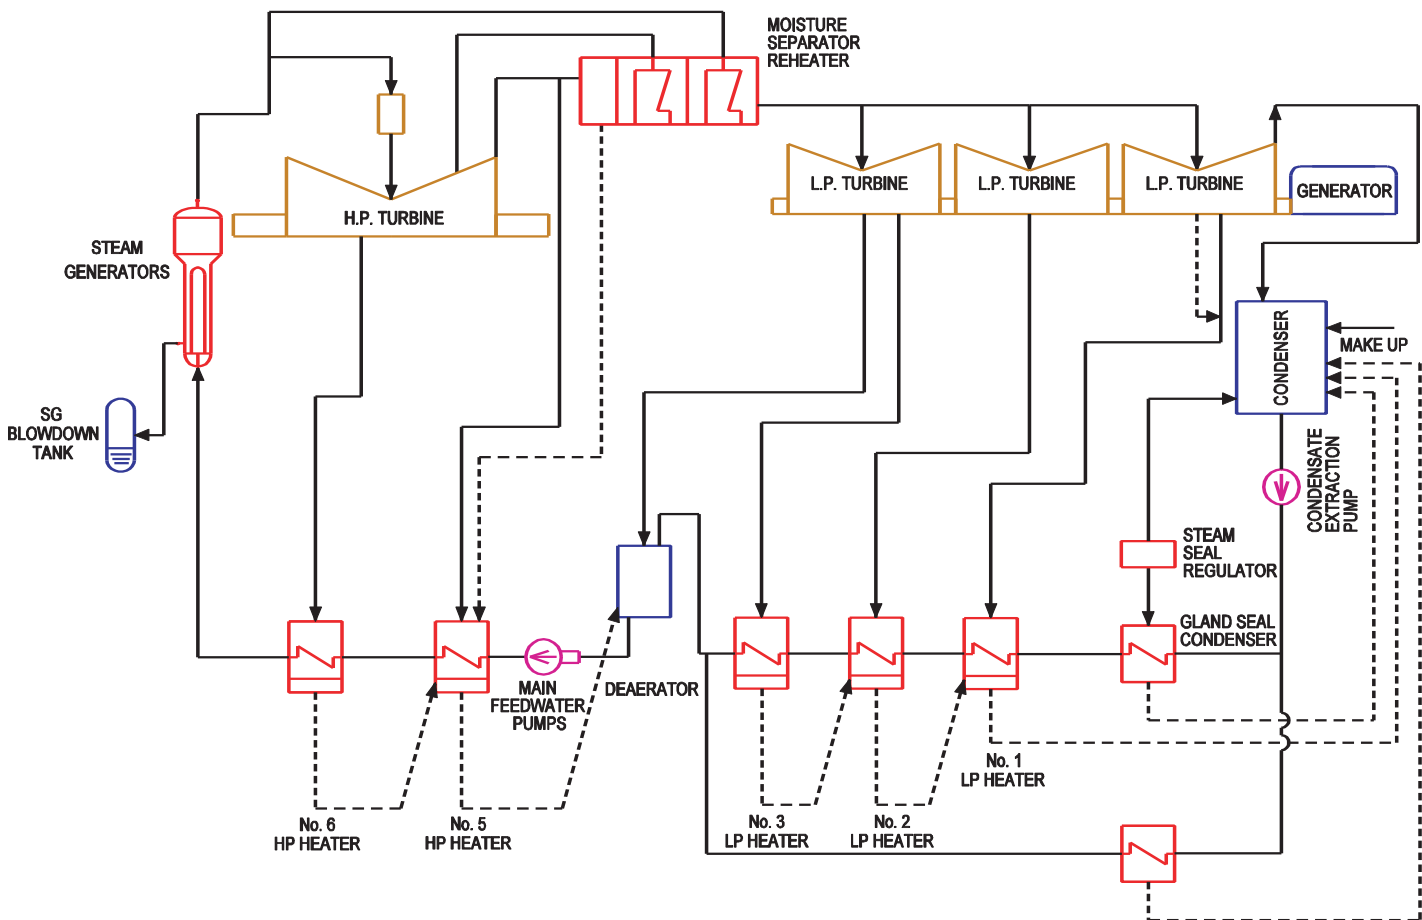 MOISTURE
SEPARATOR
REHEATER
H.P. TURBINE
L.P. TURBINE
L.P. TURBINE
L.P. TURBINE
GENERATOR
STEAM
GENERATORS
SG
BLOWDOWN
TANK
CONDENSER
MAKE UP
CONDENSATE
EXTRACTION
PUMP
STEAM
SEAL
REGULATOR
GLAND SEAL
CONDENSER
MAIN
FEEDWATER
PUMPS
DEAERATOR
No. 1
LP HEATER
No. 6
HP HEATER
No. 5
HP HEATER
No. 3
LP HEATER
No. 2
LP HEATER